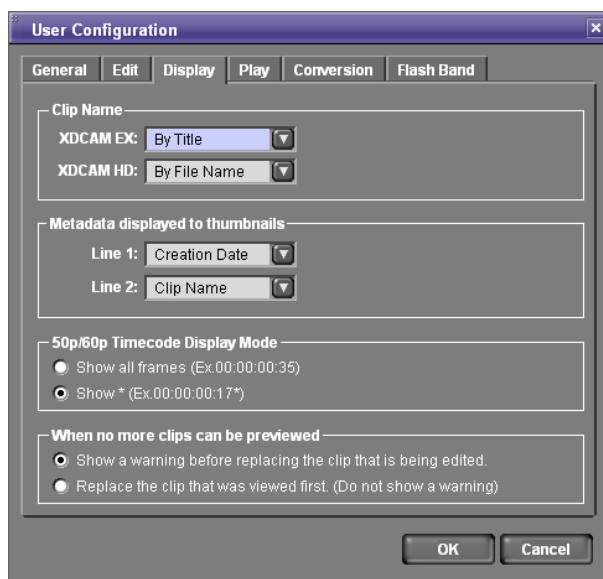 User Configuration
General Edit Display Play Conversion Flash Band
Clip Name
XDCAM EX: By Title
XDCAM HD: By File Name
Metadata displayed to thumbnails
Line 1: Creation Date
Line 2: Clip Name
50p/60p Timecode Display Mode
Show all frames (Ex.00:00:00:35)
Show * (Ex.00:00:00:17*)
When no more clips can be previewed
Show a warning before replacing the clip that is being edited.
Replace the clip that was viewed first. (Do not show a warning)
OK Cancel